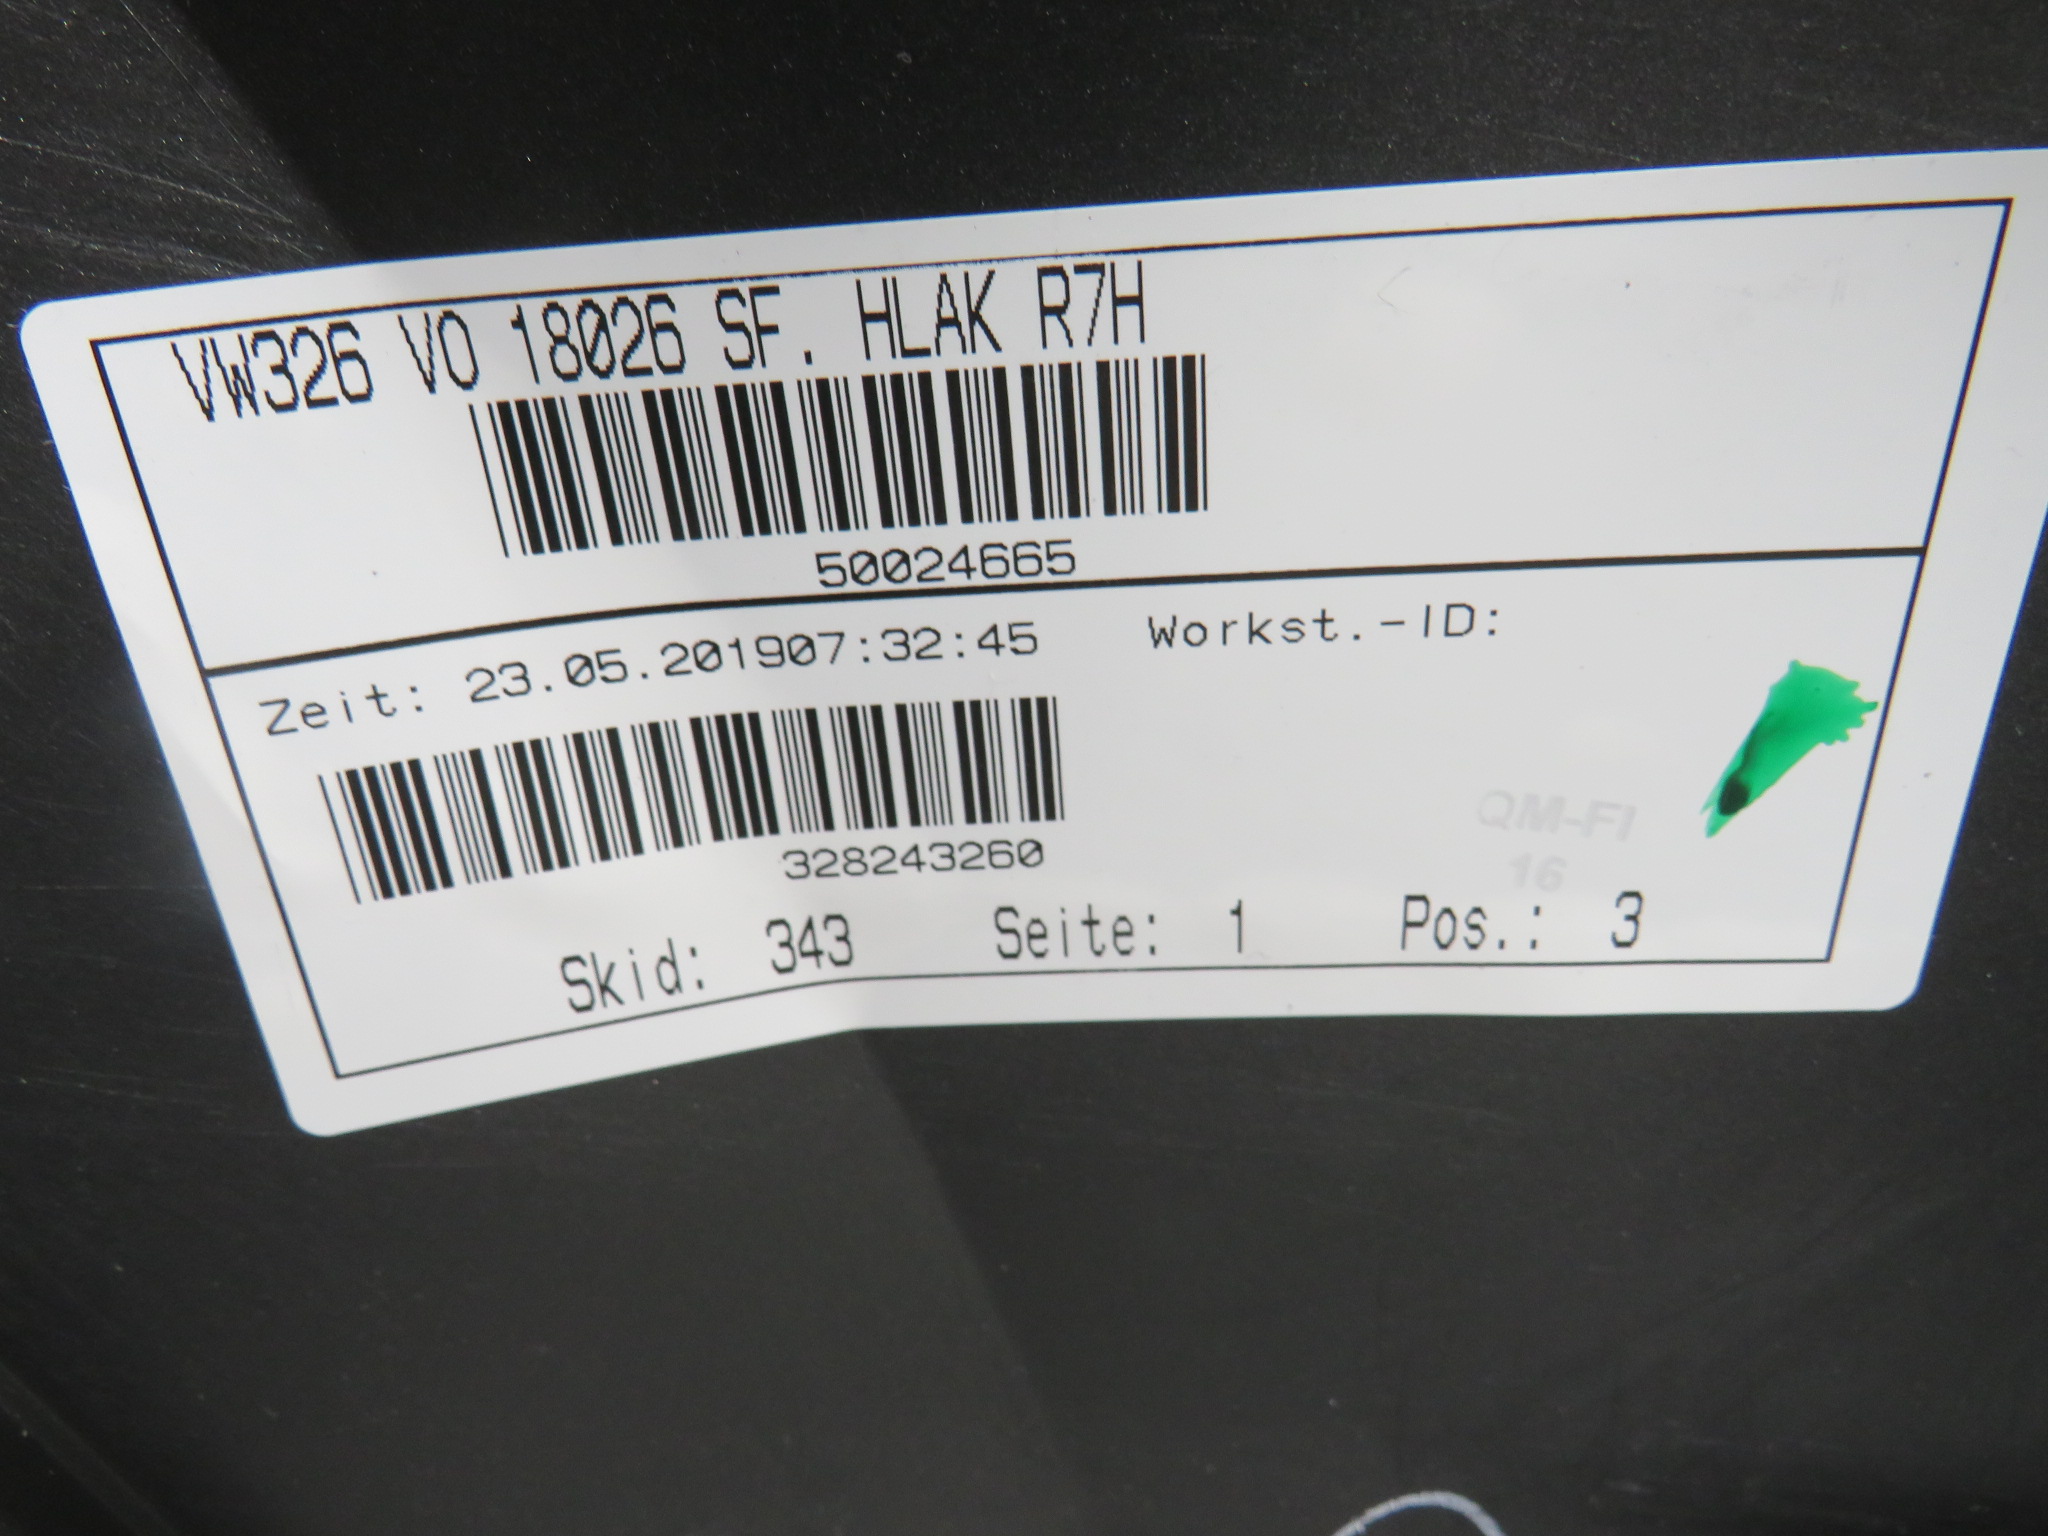 VW326 VO 18026 SF. HLAK R7H
50024665
Zeit: 23.05.201907:32:45 Workst.-ID:
328243260
QM-FI
16
Skid: 343 Seite: 1 Pos.: 3